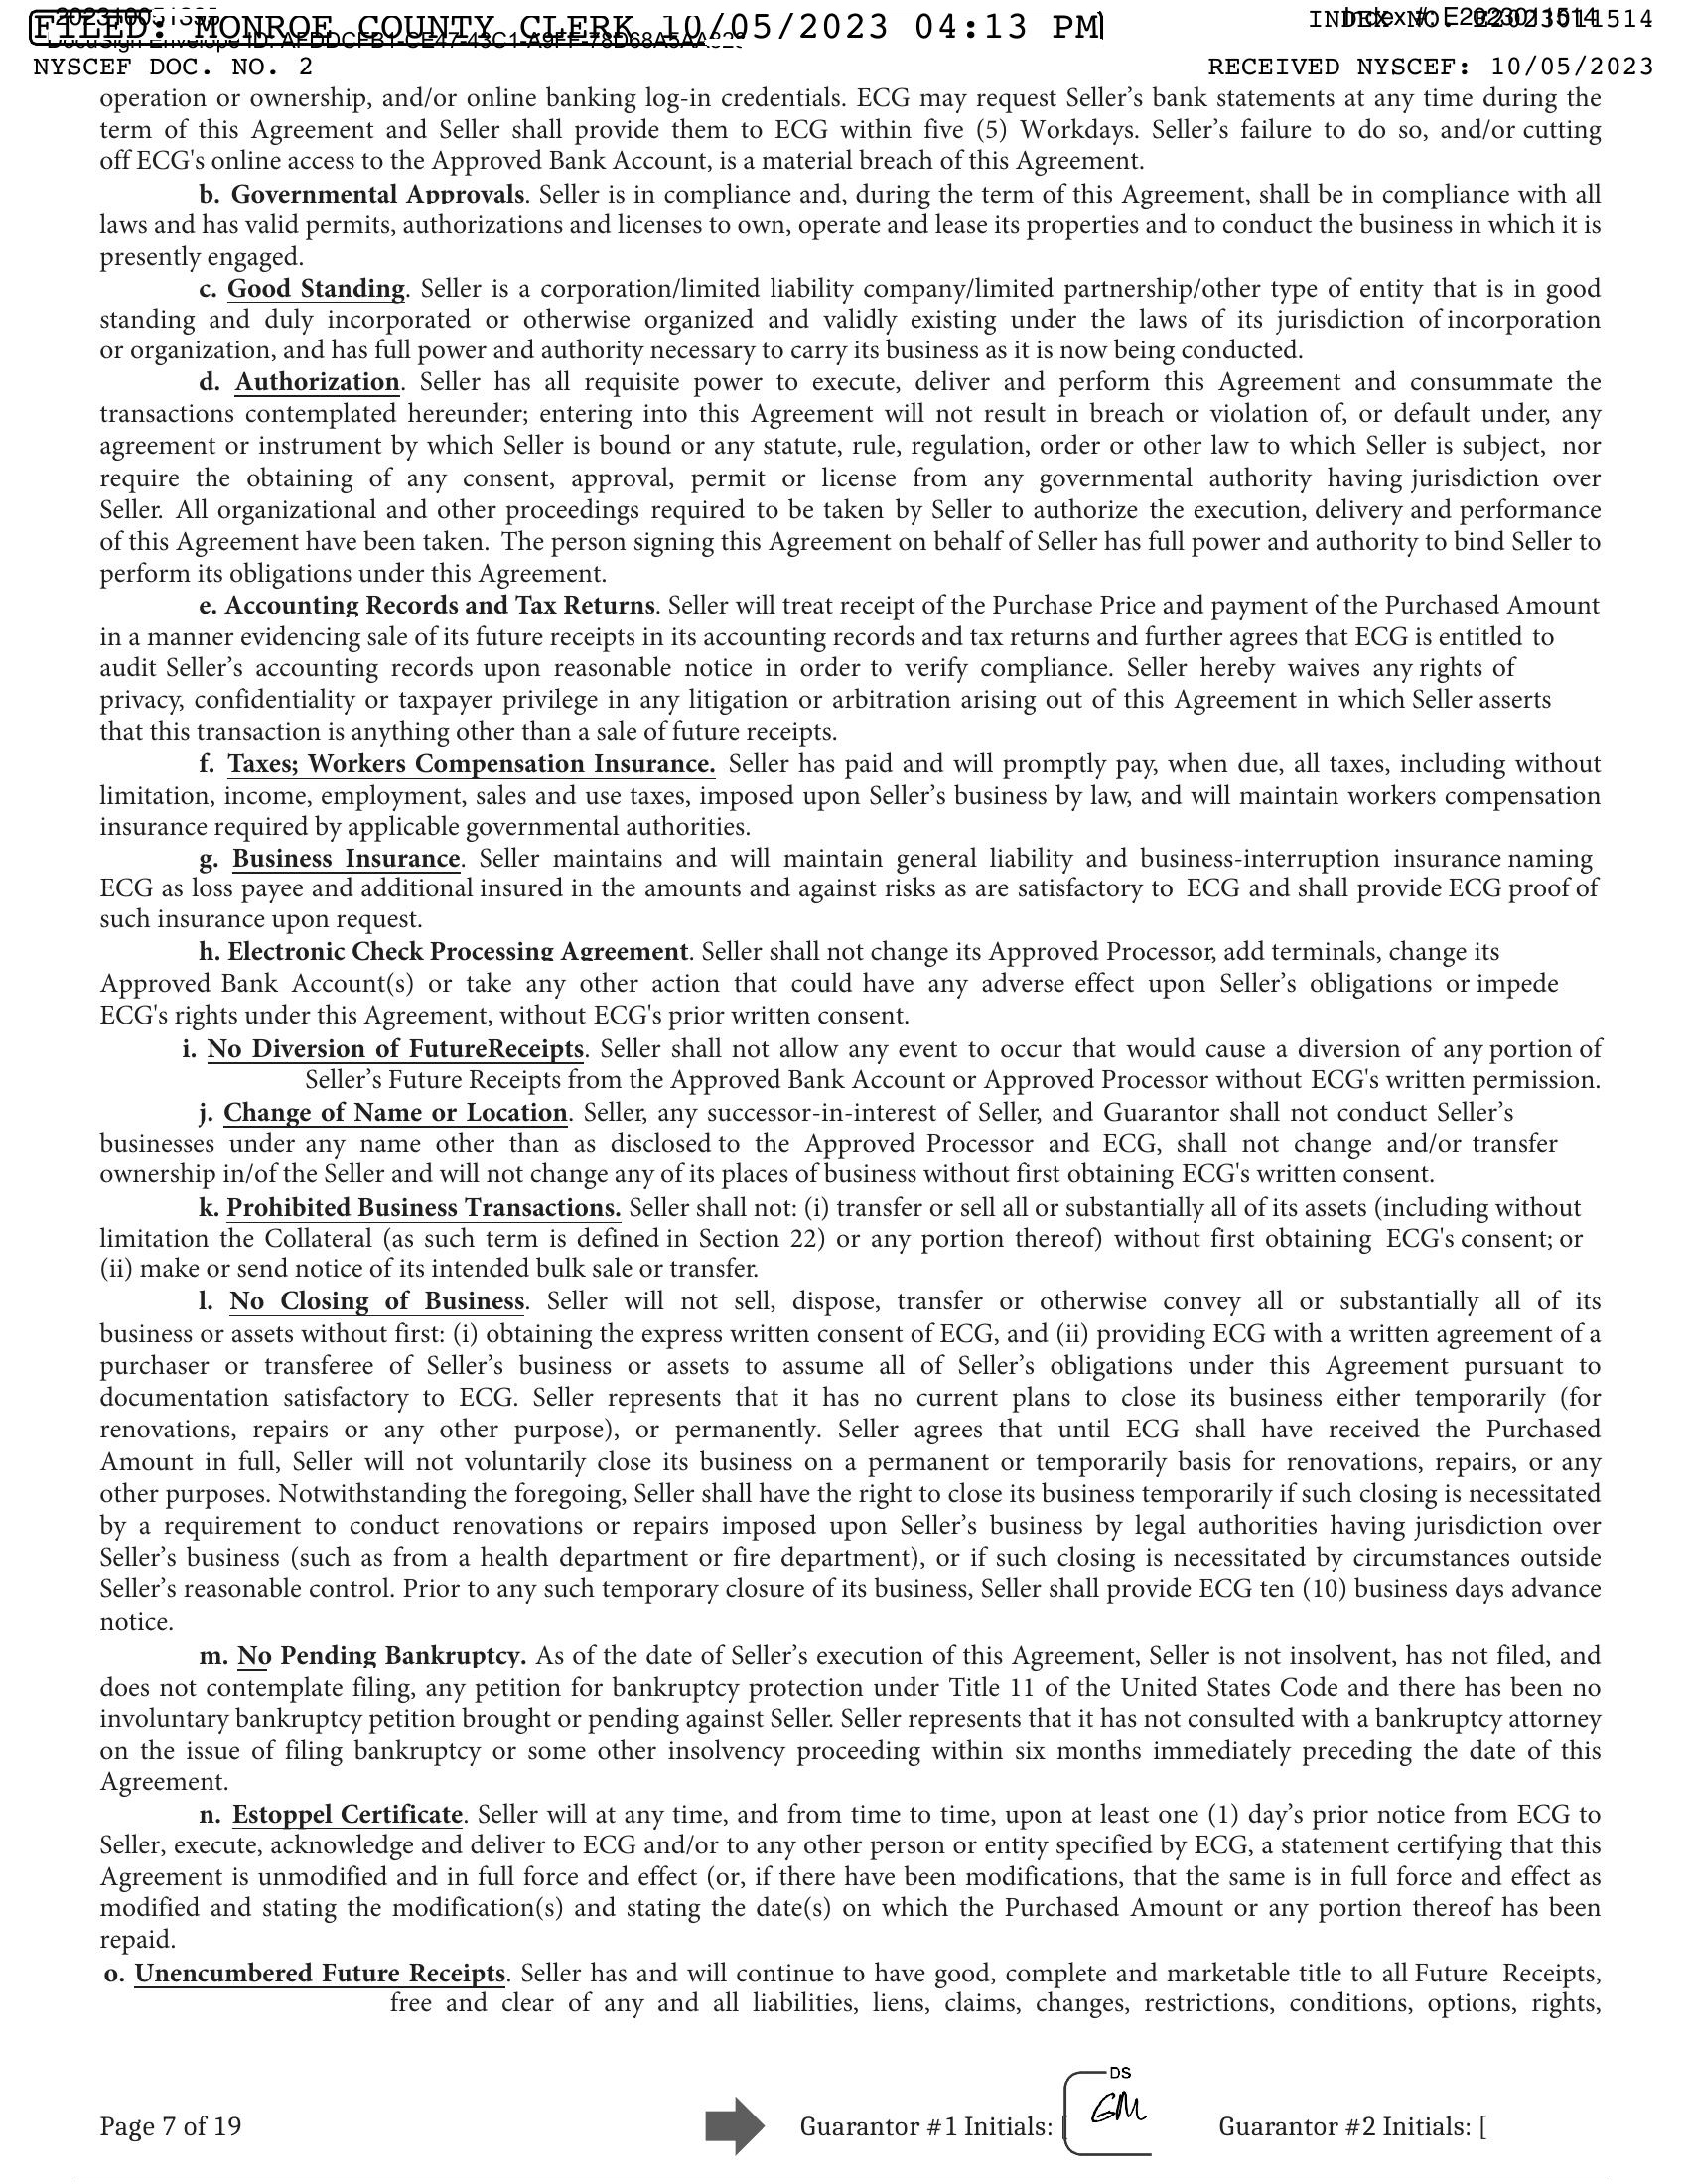 FILED: MONROE COUNTY CLERK 10/05/2023 04:13 PM
INDEX NO. E2023011514
Index #: E2023011514
NYSCEF DOC. NO. 2
RECEIVED NYSCEF: 10/05/2023
operation or ownership, and/or online banking log-in credentials. ECG may request Seller’s bank statements at any time during the
term of this Agreement and Seller shall provide them to ECG within five (5) Workdays. Seller’s failure to do so, and/or cutting
off ECG's online access to the Approved Bank Account, is a material breach of this Agreement.
b. Governmental Approvals. Seller is in compliance and, during the term of this Agreement, shall be in compliance with all
laws and has valid permits, authorizations and licenses to own, operate and lease its properties and to conduct the business in which it is
presently engaged.
c. Good Standing. Seller is a corporation/limited liability company/limited partnership/other type of entity that is in good
standing and duly incorporated or otherwise organized and validly existing under the laws of its jurisdiction of incorporation
or organization, and has full power and authority necessary to carry its business as it is now being conducted.
d. Authorization. Seller has all requisite power to execute, deliver and perform this Agreement and consummate the
transactions contemplated hereunder; entering into this Agreement will not result in breach or violation of, or default under, any
agreement or instrument by which Seller is bound or any statute, rule, regulation, order or other law to which Seller is subject, nor
require the obtaining of any consent, approval, permit or license from any governmental authority having jurisdiction over
Seller. All organizational and other proceedings required to be taken by Seller to authorize the execution, delivery and performance
of this Agreement have been taken. The person signing this Agreement on behalf of Seller has full power and authority to bind Seller to
perform its obligations under this Agreement.
e. Accounting Records and Tax Returns. Seller will treat receipt of the Purchase Price and payment of the Purchased Amount
in a manner evidencing sale of its future receipts in its accounting records and tax returns and further agrees that ECG is entitled to
audit Seller’s accounting records upon reasonable notice in order to verify compliance. Seller hereby waives any rights of
privacy, confidentiality or taxpayer privilege in any litigation or arbitration arising out of this Agreement in which Seller asserts
that this transaction is anything other than a sale of future receipts.
f. Taxes; Workers Compensation Insurance. Seller has paid and will promptly pay, when due, all taxes, including without
limitation, income, employment, sales and use taxes, imposed upon Seller’s business by law, and will maintain workers compensation
insurance required by applicable governmental authorities.
g. Business Insurance. Seller maintains and will maintain general liability and business-interruption insurance naming
ECG as loss payee and additional insured in the amounts and against risks as are satisfactory to ECG and shall provide ECG proof of
such insurance upon request.
h. Electronic Check Processing Agreement. Seller shall not change its Approved Processor, add terminals, change its
Approved Bank Account(s) or take any other action that could have any adverse effect upon Seller’s obligations or impede
ECG's rights under this Agreement, without ECG's prior written consent.
i. No Diversion of FutureReceipts. Seller shall not allow any event to occur that would cause a diversion of any portion of
Seller’s Future Receipts from the Approved Bank Account or Approved Processor without ECG's written permission.
j. Change of Name or Location. Seller, any successor-in-interest of Seller, and Guarantor shall not conduct Seller’s
businesses under any name other than as disclosed to the Approved Processor and ECG, shall not change and/or transfer
ownership in/of the Seller and will not change any of its places of business without first obtaining ECG's written consent.
k. Prohibited Business Transactions. Seller shall not: (i) transfer or sell all or substantially all of its assets (including without
limitation the Collateral (as such term is defined in Section 22) or any portion thereof) without first obtaining ECG's consent; or
(ii) make or send notice of its intended bulk sale or transfer.
l. No Closing of Business. Seller will not sell, dispose, transfer or otherwise convey all or substantially all of its
business or assets without first: (i) obtaining the express written consent of ECG, and (ii) providing ECG with a written agreement of a
purchaser or transferee of Seller’s business or assets to assume all of Seller’s obligations under this Agreement pursuant to
documentation satisfactory to ECG. Seller represents that it has no current plans to close its business either temporarily (for
renovations, repairs or any other purpose), or permanently. Seller agrees that until ECG shall have received the Purchased
Amount in full, Seller will not voluntarily close its business on a permanent or temporarily basis for renovations, repairs, or any
other purposes. Notwithstanding the foregoing, Seller shall have the right to close its business temporarily if such closing is necessitated
by a requirement to conduct renovations or repairs imposed upon Seller’s business by legal authorities having jurisdiction over
Seller’s business (such as from a health department or fire department), or if such closing is necessitated by circumstances outside
Seller’s reasonable control. Prior to any such temporary closure of its business, Seller shall provide ECG ten (10) business days advance
notice.
m. No Pending Bankruptcy. As of the date of Seller’s execution of this Agreement, Seller is not insolvent, has not filed, and
does not contemplate filing, any petition for bankruptcy protection under Title 11 of the United States Code and there has been no
involuntary bankruptcy petition brought or pending against Seller. Seller represents that it has not consulted with a bankruptcy attorney
on the issue of filing bankruptcy or some other insolvency proceeding within six months immediately preceding the date of this
Agreement.
n. Estoppel Certificate. Seller will at any time, and from time to time, upon at least one (1) day’s prior notice from ECG to
Seller, execute, acknowledge and deliver to ECG and/or to any other person or entity specified by ECG, a statement certifying that this
Agreement is unmodified and in full force and effect (or, if there have been modifications, that the same is in full force and effect as
modified and stating the modification(s) and stating the date(s) on which the Purchased Amount or any portion thereof has been
repaid.
o. Unencumbered Future Receipts. Seller has and will continue to have good, complete and marketable title to all Future Receipts,
free and clear of any and all liabilities, liens, claims, changes, restrictions, conditions, options, rights,
DS
GM
Page 7 of 19
Guarantor #1 Initials: [
Guarantor #2 Initials: [